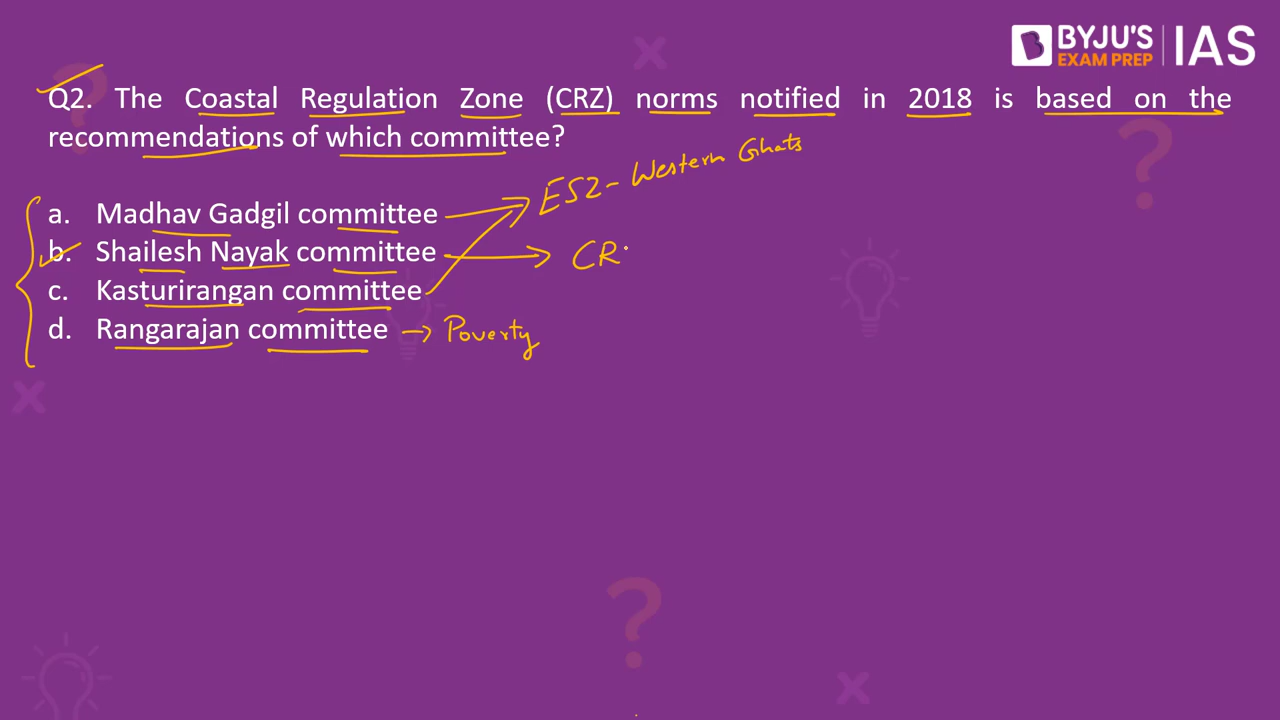 BYJU'S
EXAM PREP
IAS
Q2. The Coastal Regulation Zone (CRZ) norms notified in 2018 is based on the
recommendations of which committee?
ESZ- Western Ghats
a. Madhav Gadgil committee
b. Shailesh Nayak committee
CR
c. Kasturirangan committee
d. Rangarajan committee → Poverty